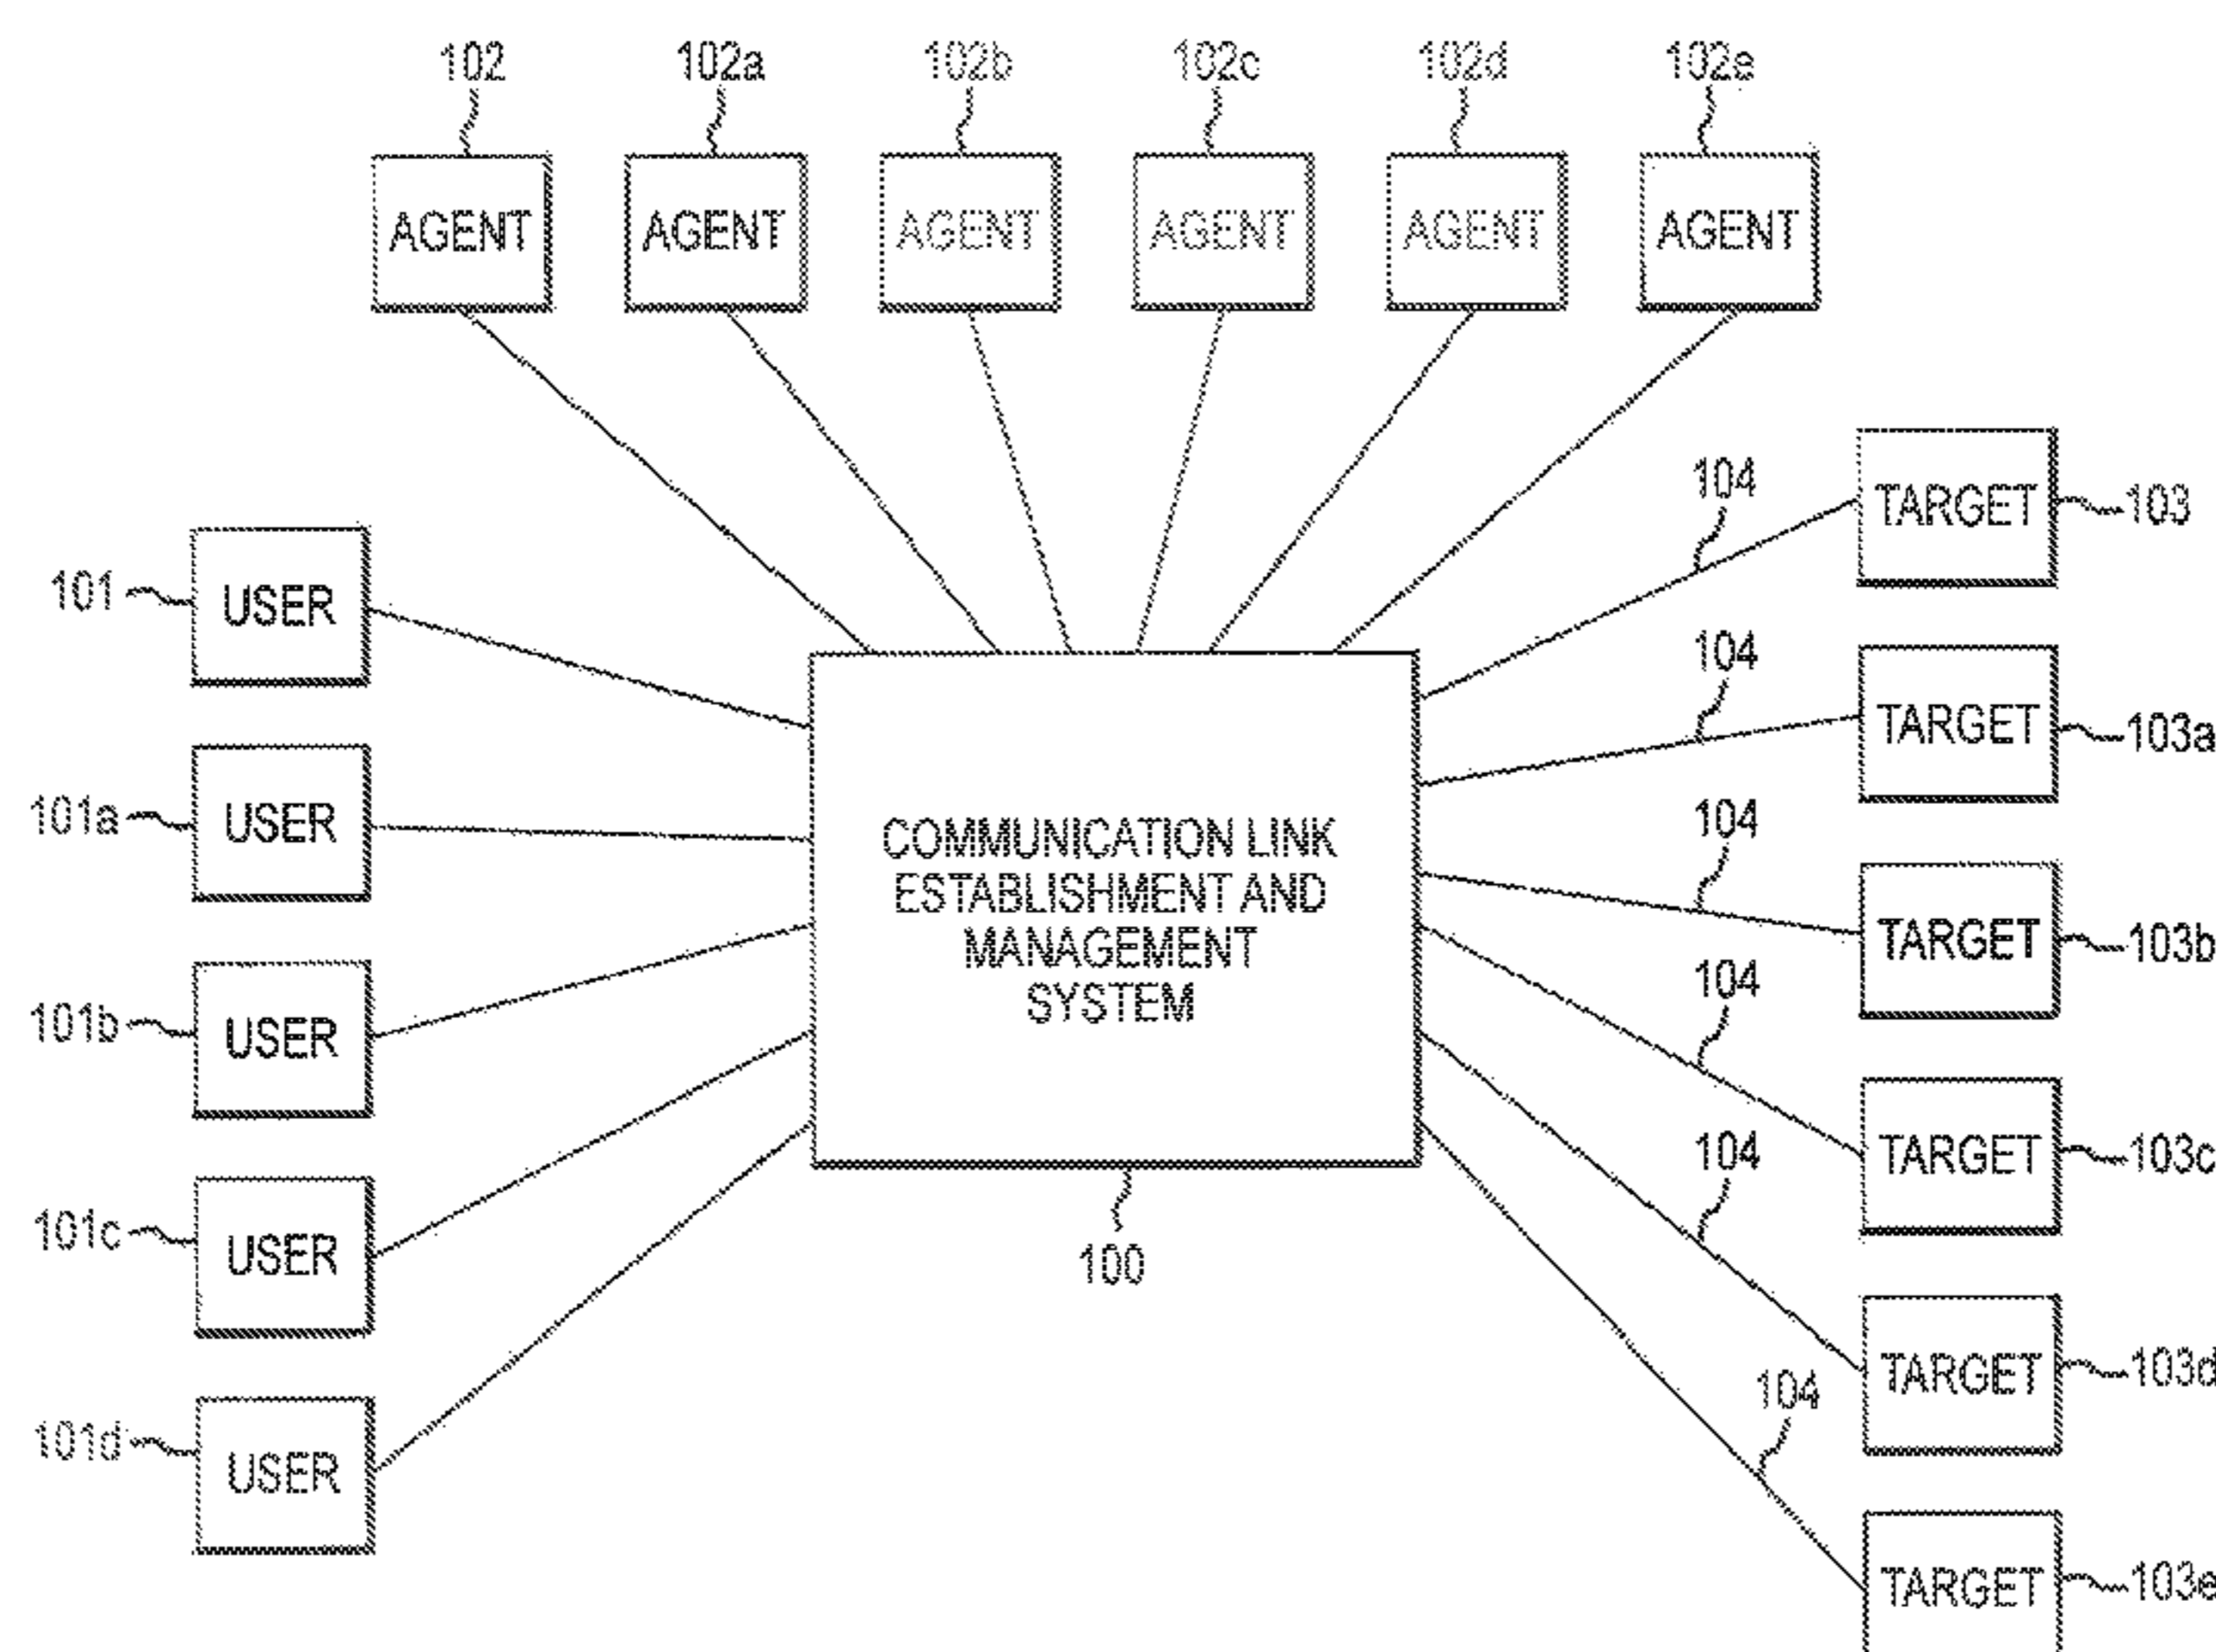 102 102a 102b 102c 102d 102e
AGENT AGENT AGENT AGENT AGENT AGENT
104 TARGET 103
101 USER
104 TARGET 103a
101a USER
104 TARGET 103b
COMMUNICATION LINK
ESTABLISHMENT AND
MANAGEMENT
SYSTEM
101b USER
104 TARGET 103c
100
101c USER
104 TARGET 103d
101d USER
104 TARGET 103e